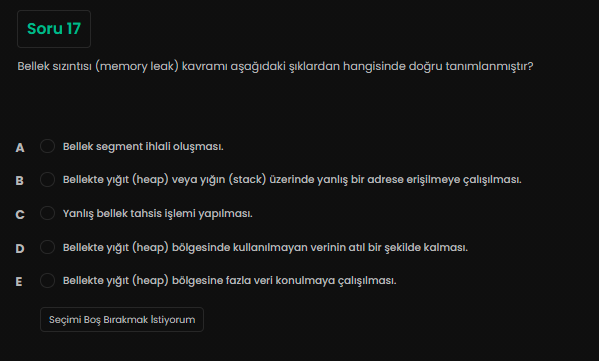 Soru 17
Bellek sızıntısı (memory leak) kavramı aşağıdaki şıklardan hangisinde doğru tanımlanmıştır?
A Bellek segment ihlali oluşması.
B Bellekte yığıt (heap) veya yığın (stack) üzerinde yanlış bir adrese erişilmeye çalışılması.
C Yanlış bellek tahsis işlemi yapılması.
D Bellekte yığıt (heap) bölgesinde kullanılmayan verinin atıl bir şekilde kalması.
E Bellekte yığıt (heap) bölgesine fazla veri konulmaya çalışılması.
Seçimi Boş Bırakmak İstiyorum